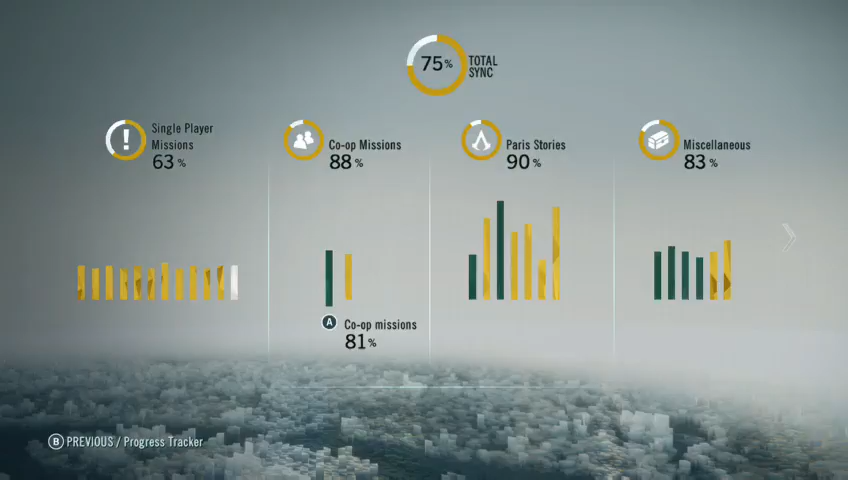 75%
TOTAL
SYNC
Single Player
Missions
63 %
Co-op Missions
88 %
Paris Stories
90 %
Miscellaneous
83 %
A
Co-op missions
81 %
B PREVIOUS / Progress Tracker